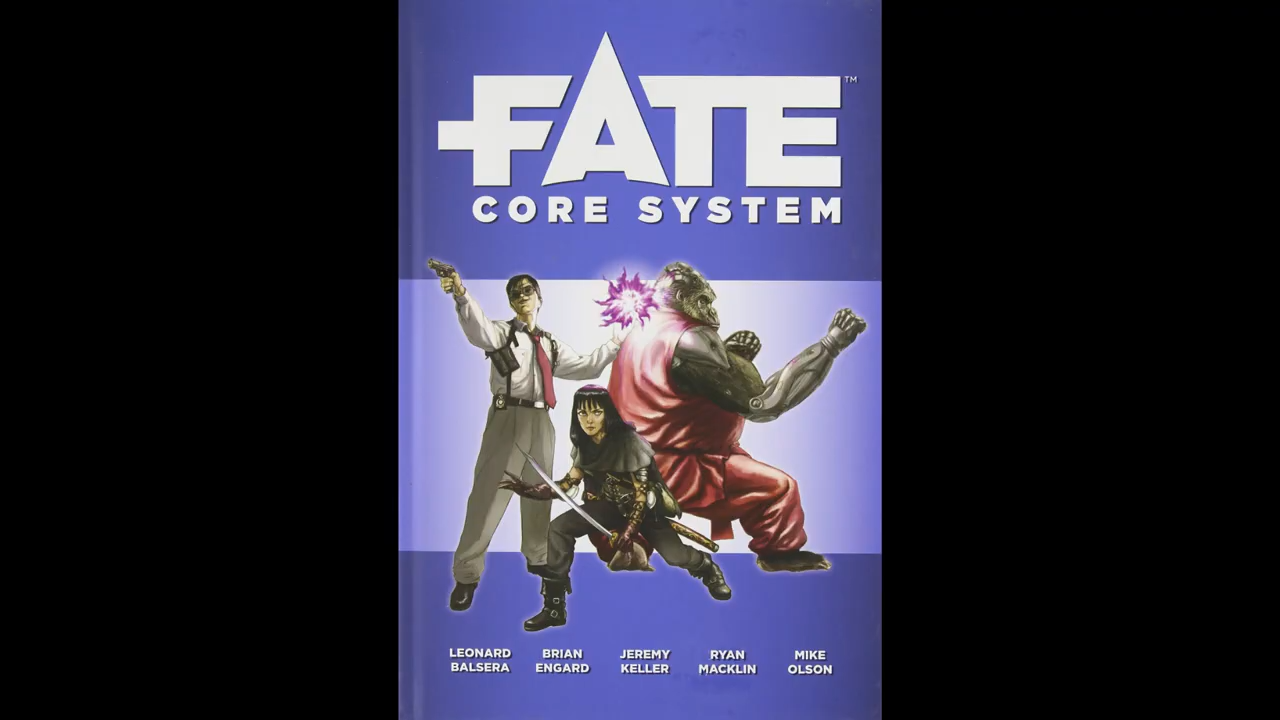 FATE™
CORE SYSTEM
LEONARD BALSERA
BRIAN ENGARD
JEREMY KELLER
RYAN MACKLIN
MIKE OLSON